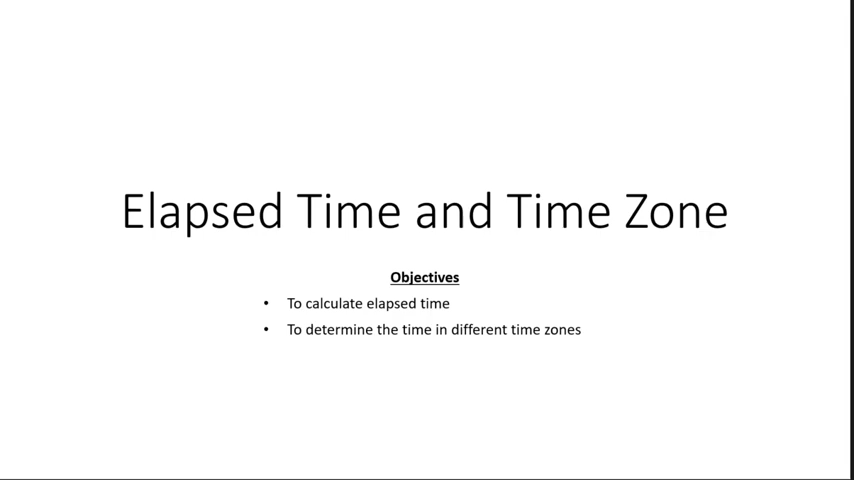 Elapsed Time and Time Zone
Objectives
• To calculate elapsed time
• To determine the time in different time zones